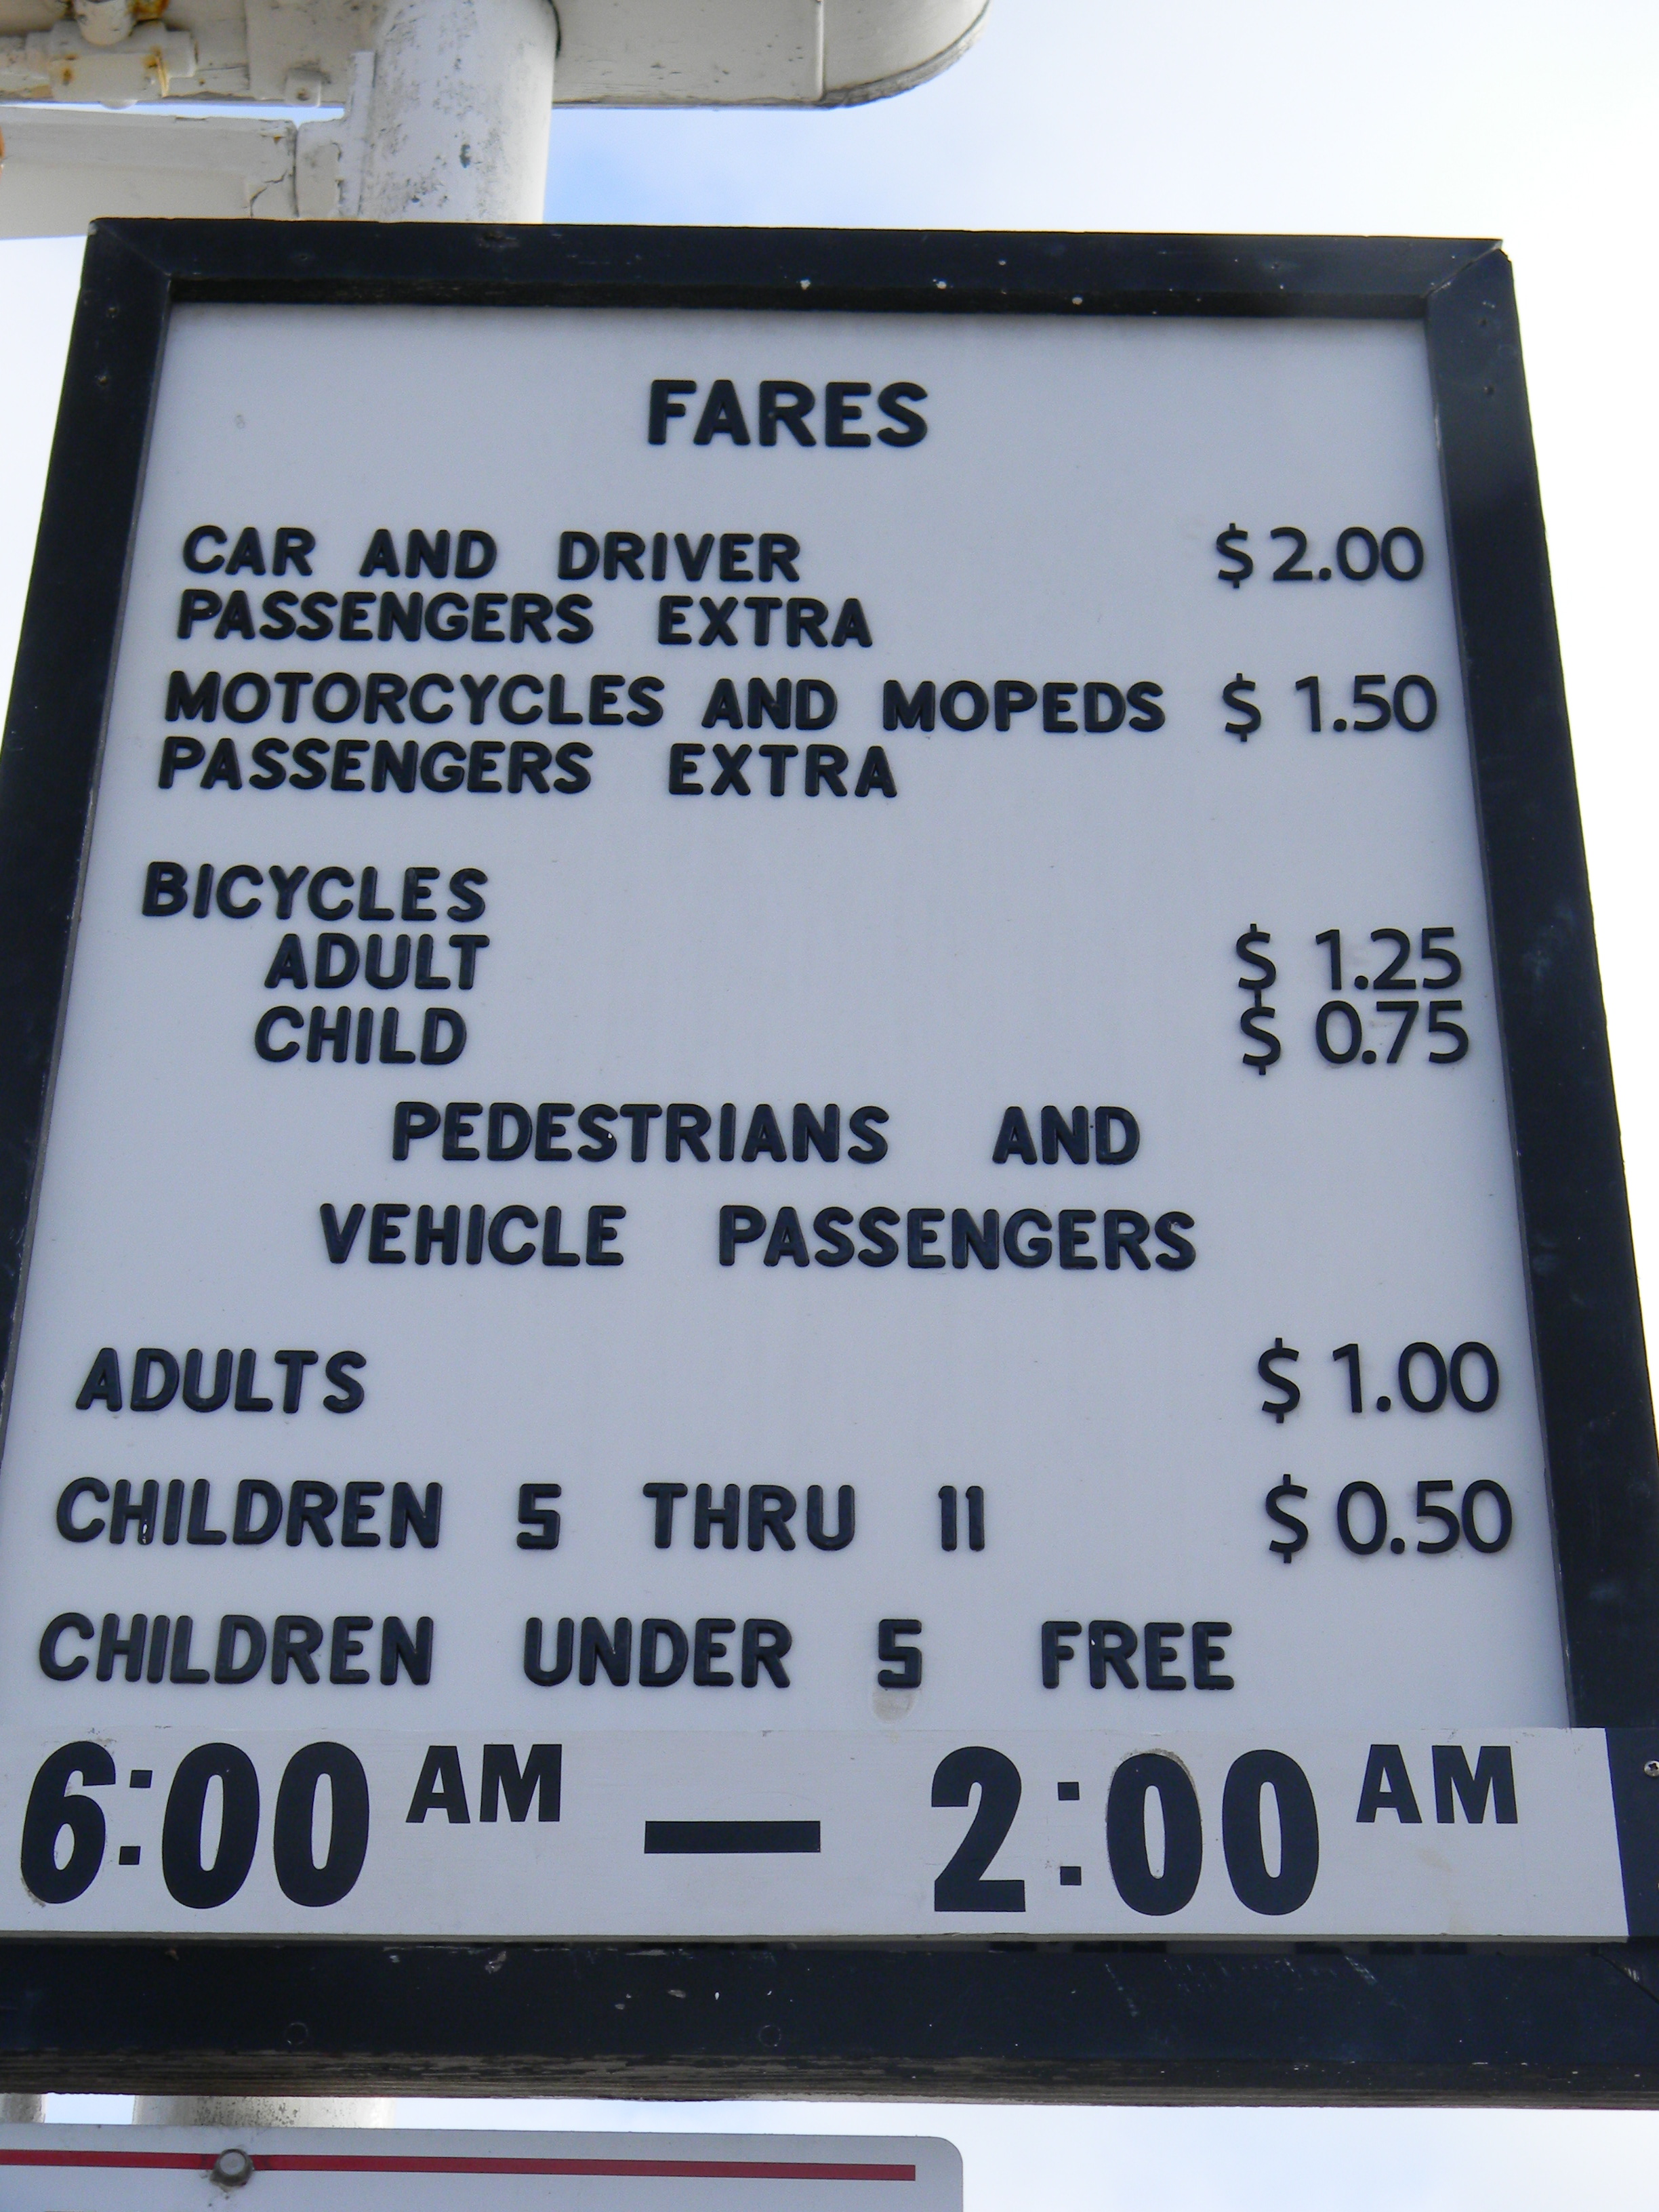 FARES
CAR AND DRIVER $2.00
PASSENGERS EXTRA
MOTORCYCLES AND MOPEDS $1.50
PASSENGERS EXTRA
BICYCLES
ADULT $1.25
CHILD $0.75
PEDESTRIANS AND
VEHICLE PASSENGERS
ADULTS $1.00
CHILDREN 5 THRU 11 $0.50
CHILDREN UNDER 5 FREE
6:00 AM — 2:00 AM